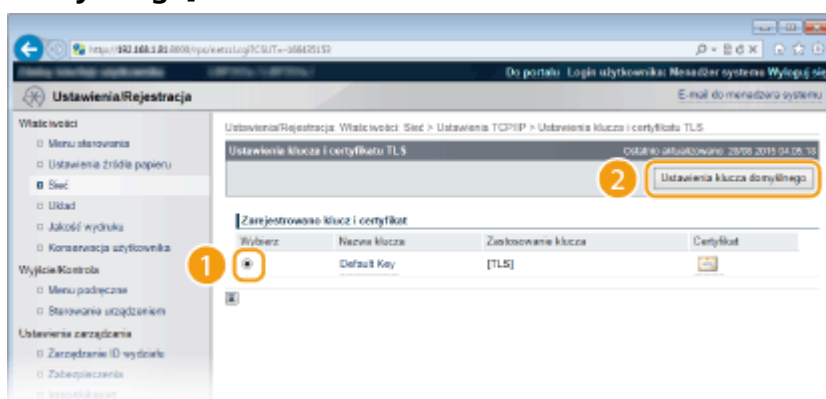 Do portalu Login użytkownika: Menedżer systemu Wyloguj się
Ustawienia/Rejestracja
E-mail do menedżera systemu
Właściwości
Menu sterowania
Ustawienia źródła papieru
Sieć
Układ
Jakość wydruku
Konserwacja użytkownika
Wyjście/Kontrola
Menu podręczne
Sterowanie urządzeniem
Ustawienia zarządzania
Zarządzanie ID wydziału
Zabezpieczenia
Import/Eksport
Ustawienia/Rejestracja: Właściwości: Sieć > Ustawienia TCP/IP > Ustawienia klucza i certyfikatu TLS
Ustawienia klucza i certyfikatu TLS
Ostatnio aktualizowano: 28/08 2015 04:05:18
2
Ustawienia klucza domyślnego
Zarejestrowano klucz i certyfikat
Wybierz Nazwa klucza Zastosowanie klucza Certyfikat
1
Default Key [TLS]